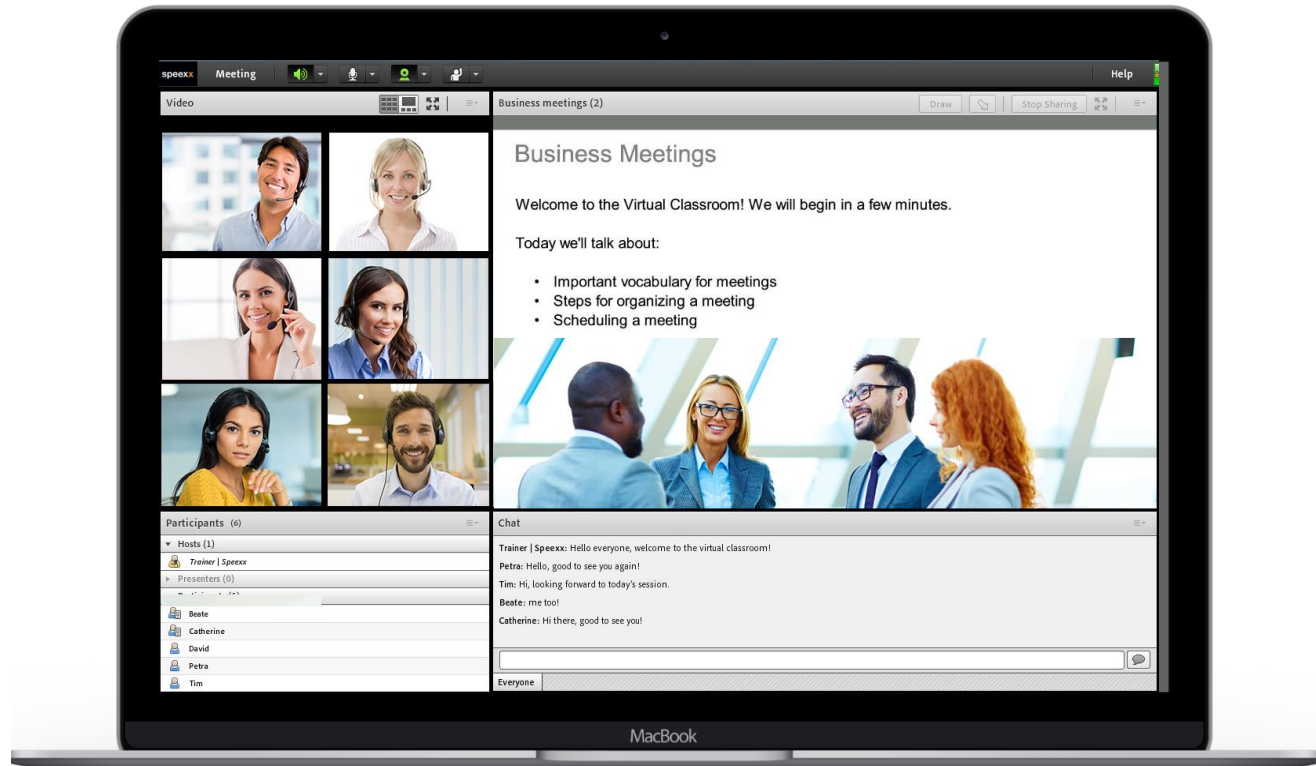 speexx Meeting Help
Video
Business meetings (2) Draw Stop Sharing
Business Meetings
Welcome to the Virtual Classroom! We will begin in a few minutes.
Today we'll talk about:
• Important vocabulary for meetings
• Steps for organizing a meeting
• Scheduling a meeting
Participants (6)
Hosts (1)
Trainer | Speexx
Presenters (0)
Beate
Catherine
David
Petra
Tim
Chat
Trainer | Speexx: Hello everyone, welcome to the virtual classroom!
Petra: Hello, good to see you again!
Tim: Hi, looking forward to today's session.
Beate: me too!
Catherine: Hi there, good to see you!
Everyone
MacBook